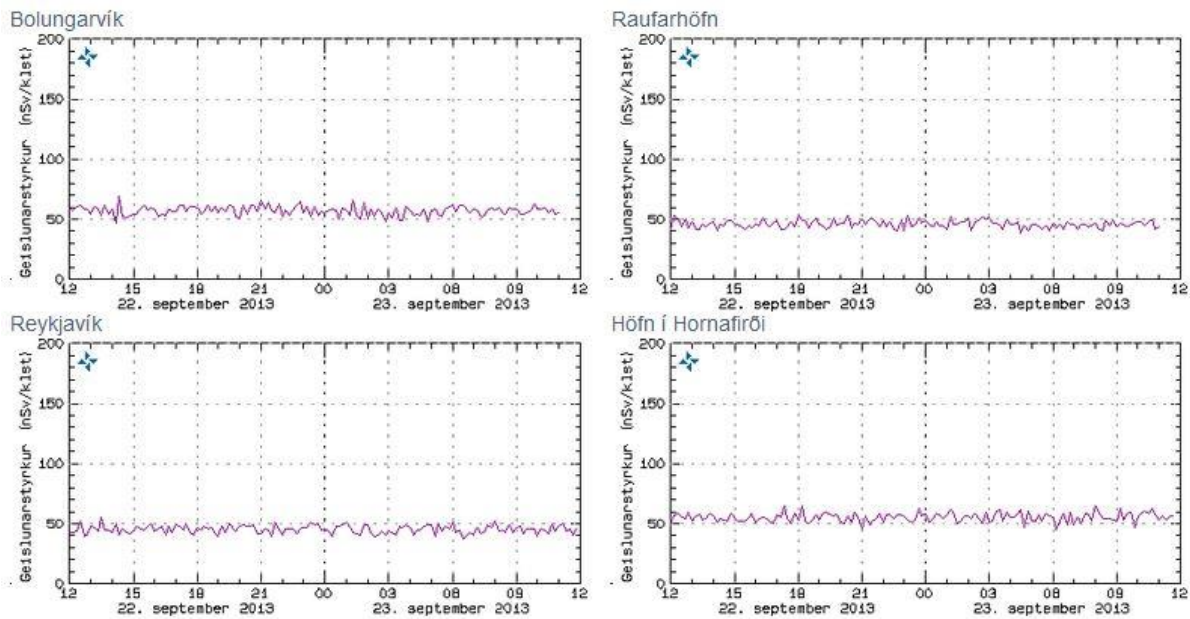 Bolungarvík
Geislunarstyrkur (nSv/klst)
200
150
100
50
0
12 15 18 21 00 03 06 09 12
22. september 2013 23. september 2013
Raufarhöfn
Geislunarstyrkur (nSv/klst)
200
150
100
50
0
12 15 18 21 00 03 06 09 12
22. september 2013 23. september 2013
Reykjavík
Geislunarstyrkur (nSv/klst)
200
150
100
50
0
12 15 18 21 00 03 06 09 12
22. september 2013 23. september 2013
Höfn í Hornafirði
Geislunarstyrkur (nSv/klst)
200
150
100
50
0
12 15 18 21 00 03 06 09 12
22. september 2013 23. september 2013